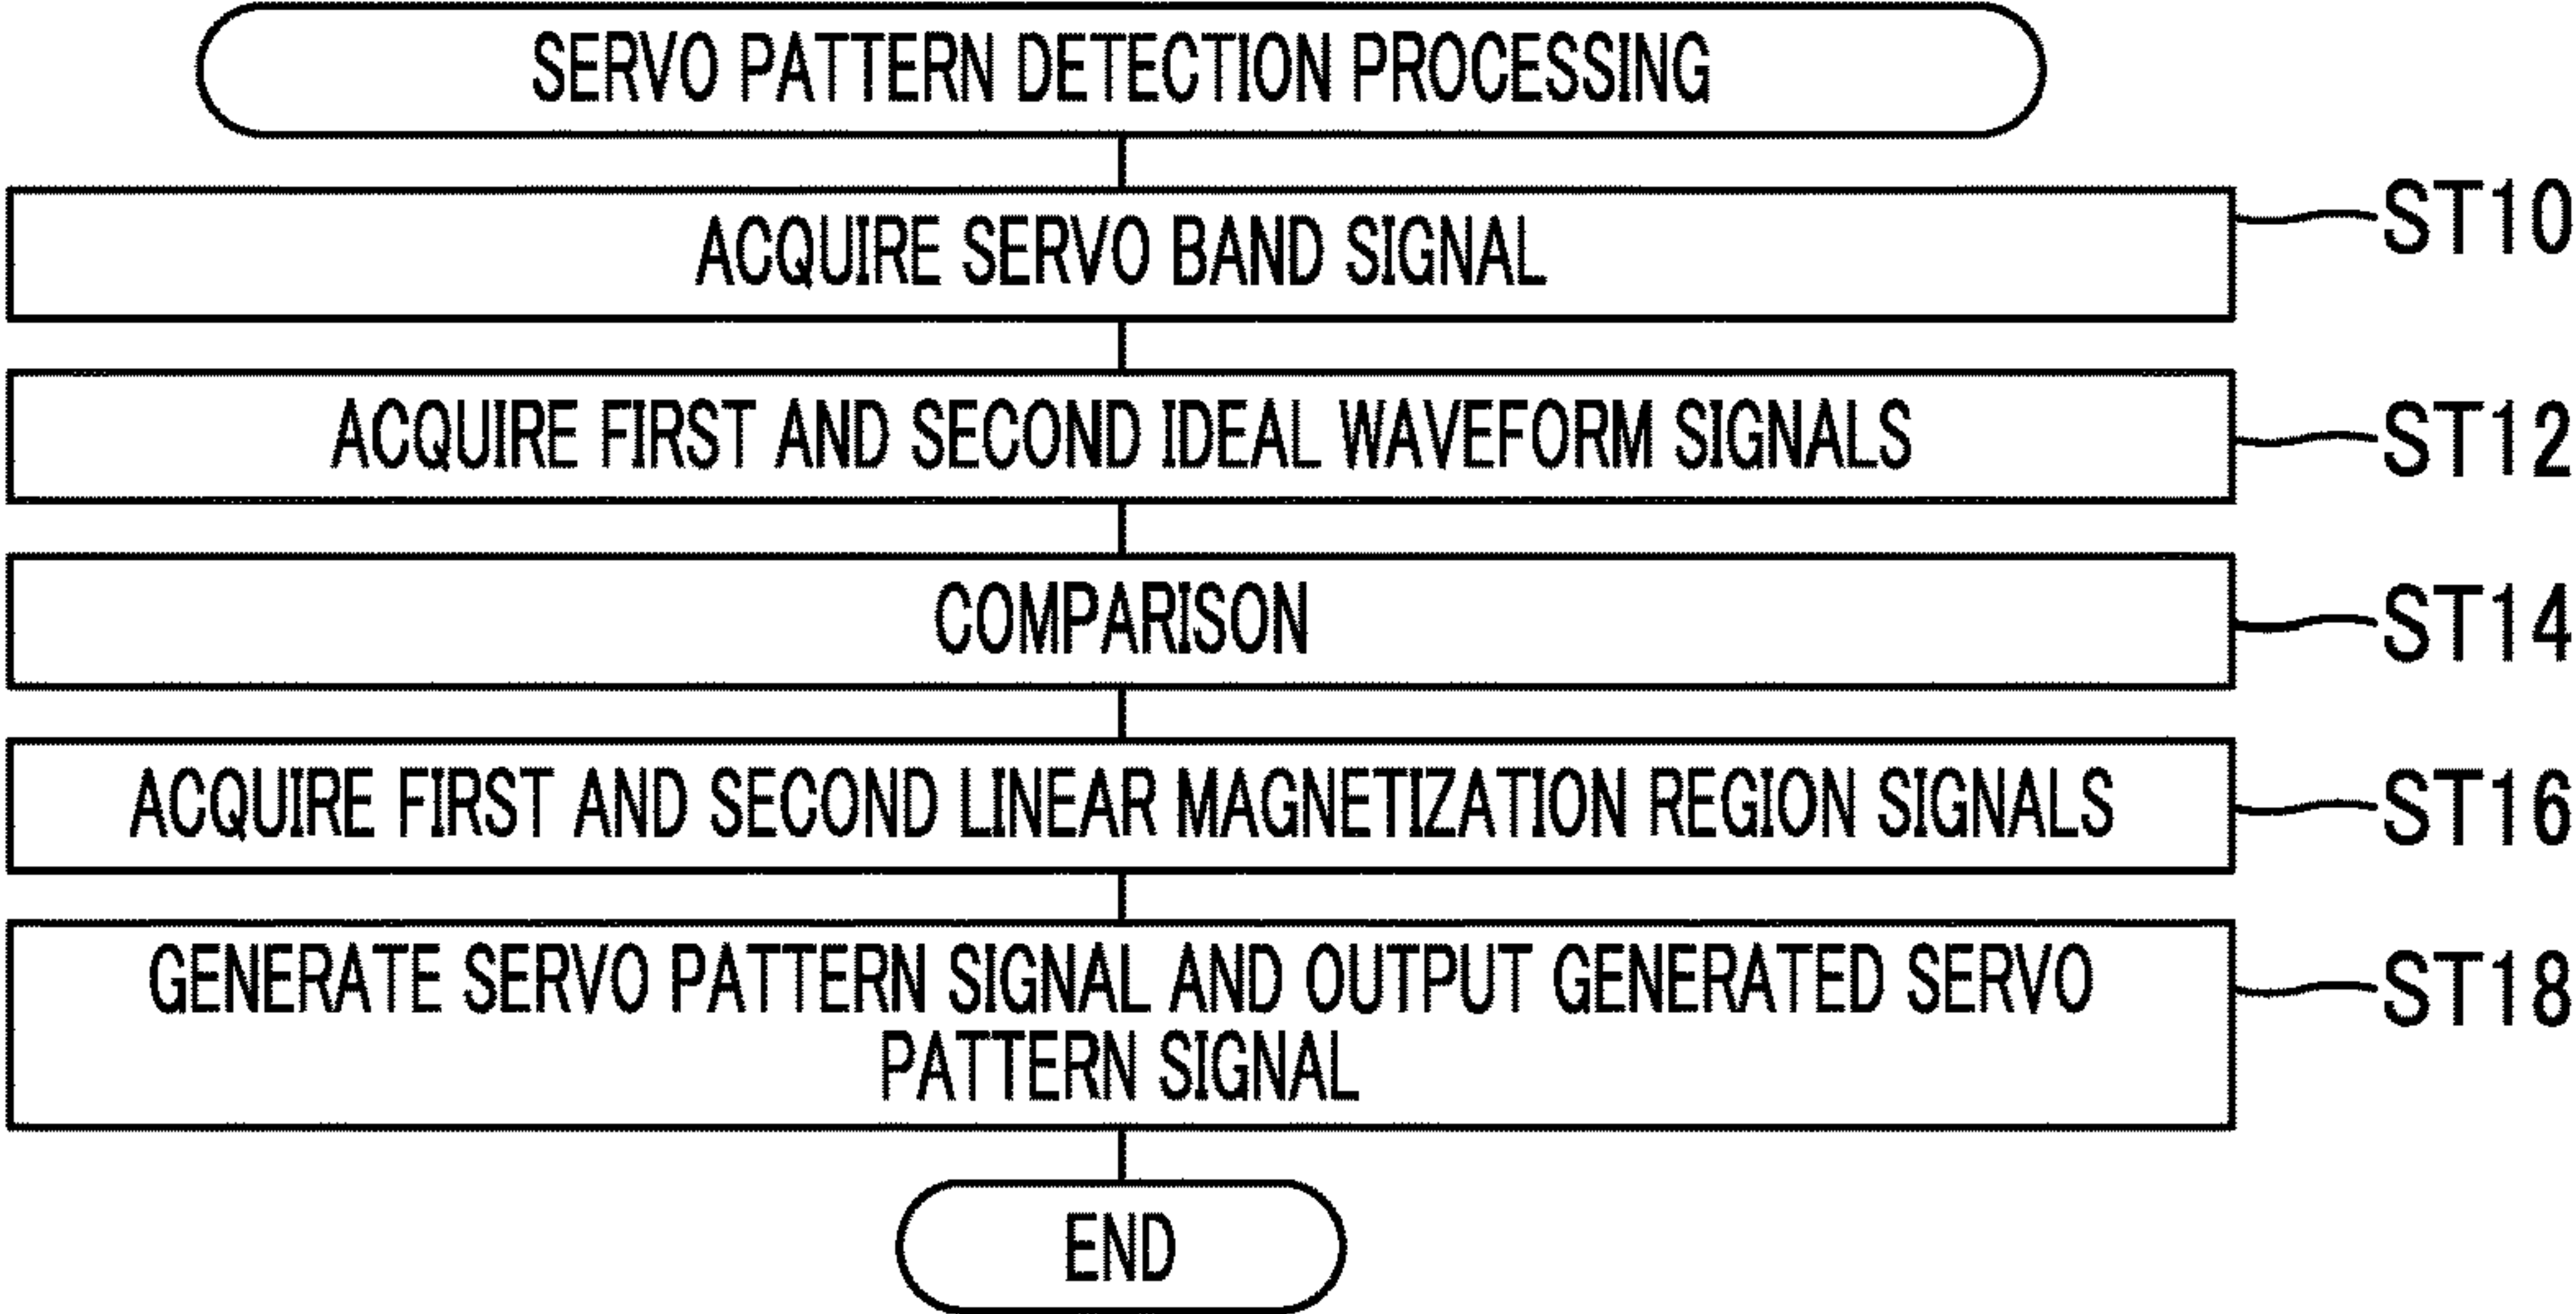 SERVO PATTERN DETECTION PROCESSING
ACQUIRE SERVO BAND SIGNAL
ST10
ACQUIRE FIRST AND SECOND IDEAL WAVEFORM SIGNALS
ST12
COMPARISON
ST14
ACQUIRE FIRST AND SECOND LINEAR MAGNETIZATION REGION SIGNALS
ST16
GENERATE SERVO PATTERN SIGNAL AND OUTPUT GENERATED SERVO
PATTERN SIGNAL
ST18
END